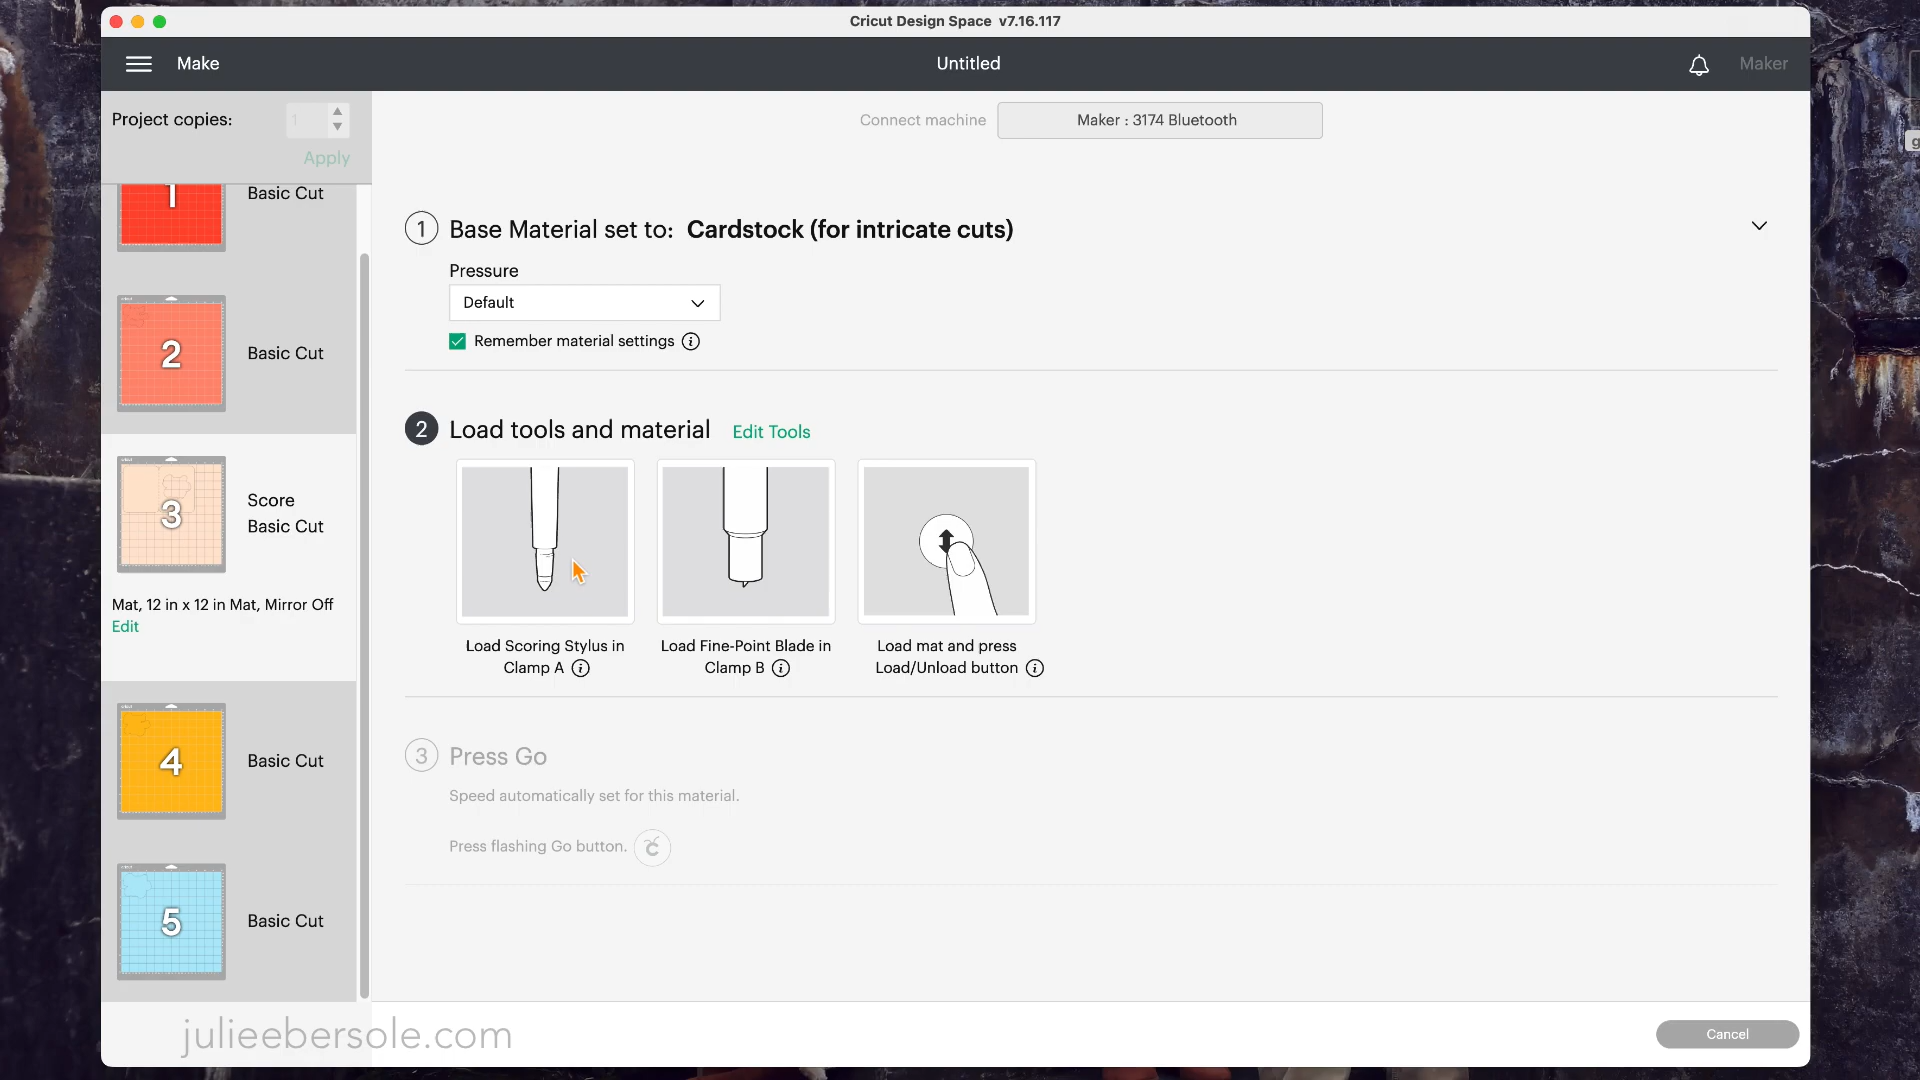 Cricut Design Space v7.16.117
Make
Untitled
Maker
Project copies:
1
Apply
Connect machine
Maker : 3174 Bluetooth
1
Basic Cut
2
Basic Cut
3
Score
Basic Cut
Mat, 12 in x 12 in Mat, Mirror Off
Edit
4
Basic Cut
5
Basic Cut
1
Base Material set to: Cardstock (for intricate cuts)
Pressure
Default
Remember material settings
2
Load tools and material
Edit Tools
Load Scoring Stylus in
Clamp A
Load Fine-Point Blade in
Clamp B
Load mat and press
Load/Unload button
3
Press Go
Speed automatically set for this material.
Press flashing Go button.
julieebersole.com
Cancel